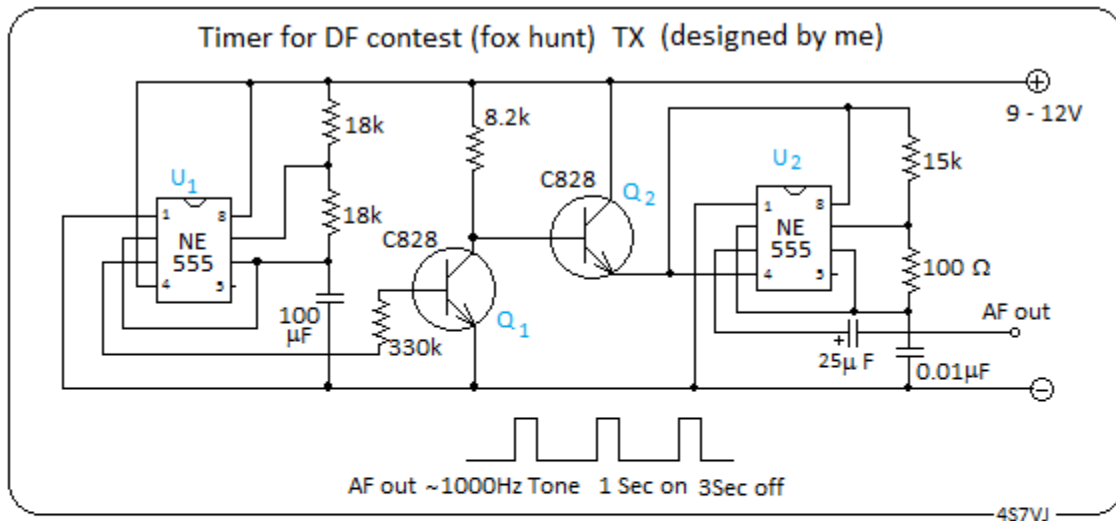 Timer for DF contest (fox hunt) TX (designed by me)
+
9 - 12V
18k
8.2k
15k
U1
C828
Q2
U2
1 8
NE
555
4 5
18k
C828
1 8
NE
555
4 5
100 Ω
100
µF
330k
Q1
AF out
+
25µ F
0.01µF
−
AF out ~1000Hz Tone 1 Sec on 3Sec off
4S7VJ